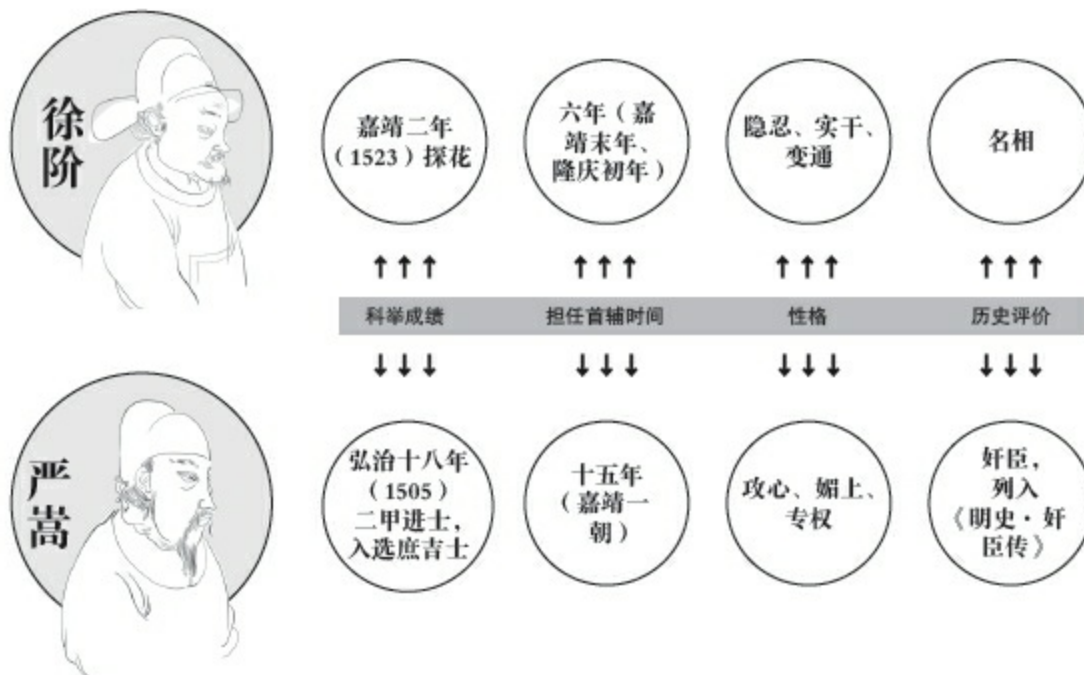 徐阶
嘉靖二年
（1523）探花
六年（嘉
靖末年、
隆庆初年）
隐忍、实干、
变通
名相
科举成绩
担任首辅时间
性格
历史评价
严嵩
弘治十八年
（1505）
二甲进士，
入选庶吉士
十五年
（嘉靖一
朝）
攻心、媚上、
专权
奸臣，
列入
《明史·奸
臣传》